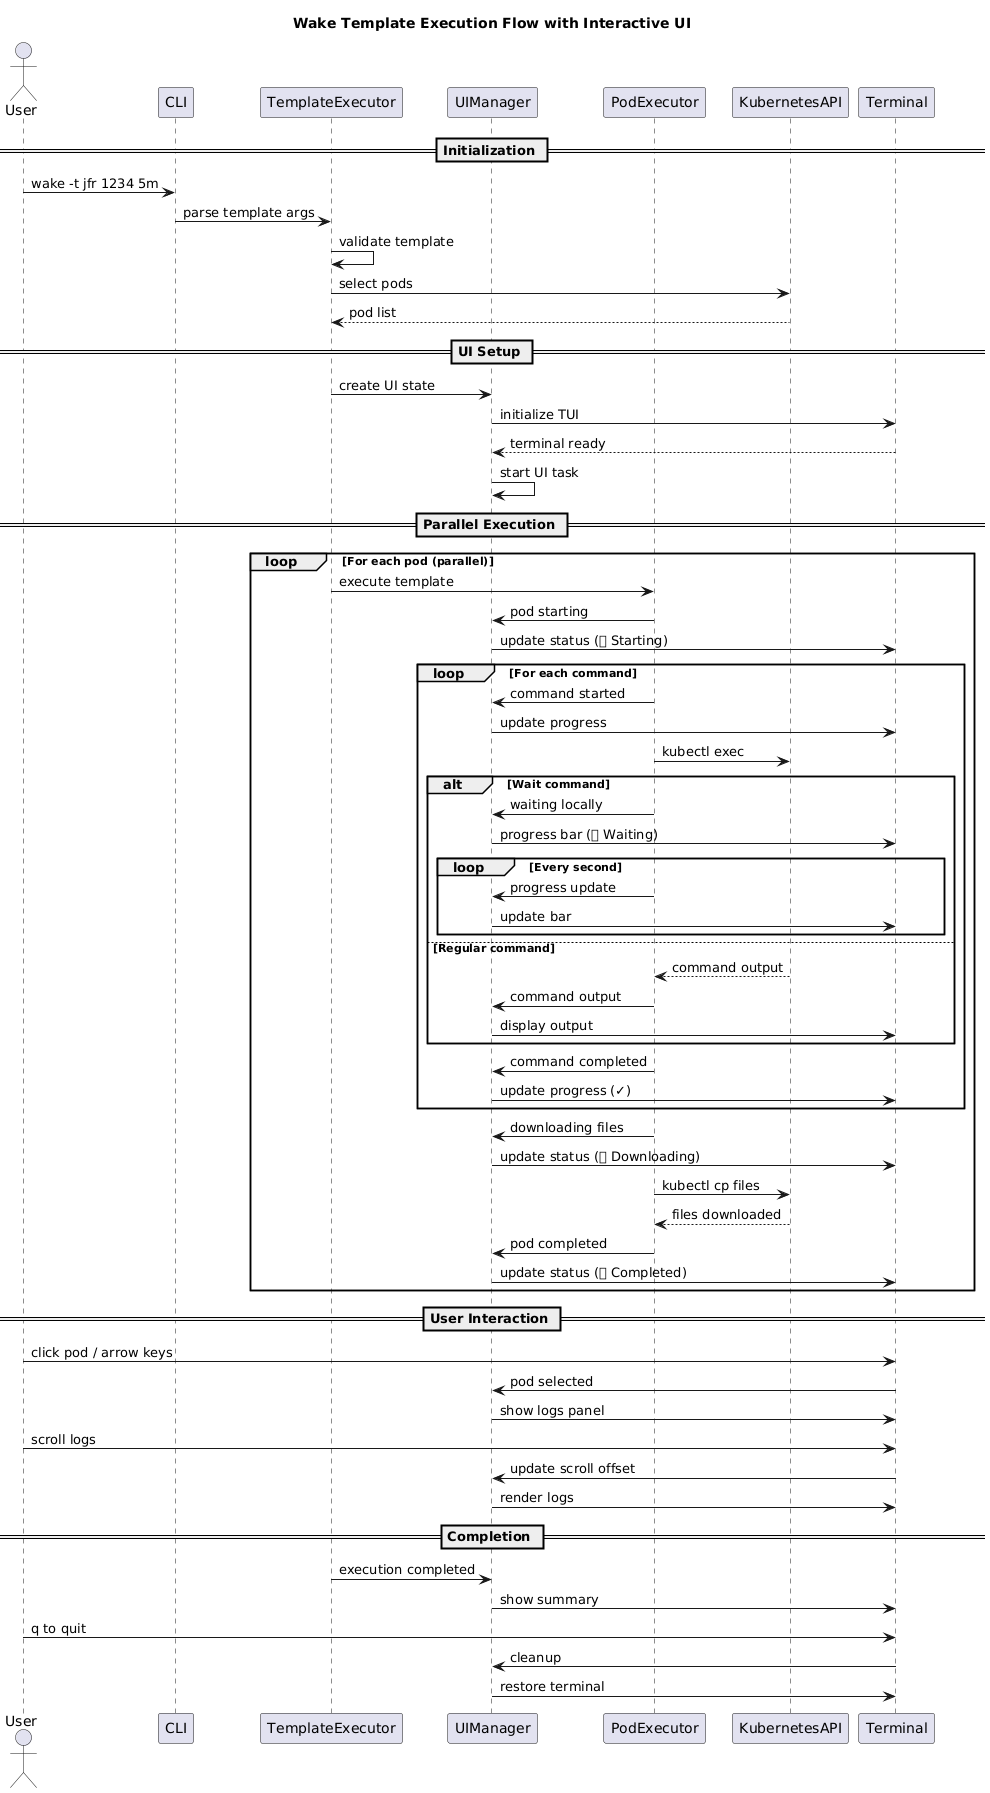 Wake Template Execution Flow with Interactive UI
User
CLI
TemplateExecutor
UIManager
PodExecutor
KubernetesAPI
Terminal
Initialization
wake -t jfr 1234 5m
parse template args
validate template
select pods
pod list
UI Setup
create UI state
initialize TUI
terminal ready
start UI task
Parallel Execution
loop [For each pod (parallel)]
execute template
pod starting
update status (▯ Starting)
loop [For each command]
command started
update progress
kubectl exec
alt [Wait command]
waiting locally
progress bar (▯ Waiting)
loop [Every second]
progress update
update bar
[Regular command]
command output
command output
display output
command completed
update progress (✓)
downloading files
update status (▯ Downloading)
kubectl cp files
files downloaded
pod completed
update status (▯ Completed)
User Interaction
click pod / arrow keys
pod selected
show logs panel
scroll logs
update scroll offset
render logs
Completion
execution completed
show summary
q to quit
cleanup
restore terminal
User
CLI
TemplateExecutor
UIManager
PodExecutor
KubernetesAPI
Terminal